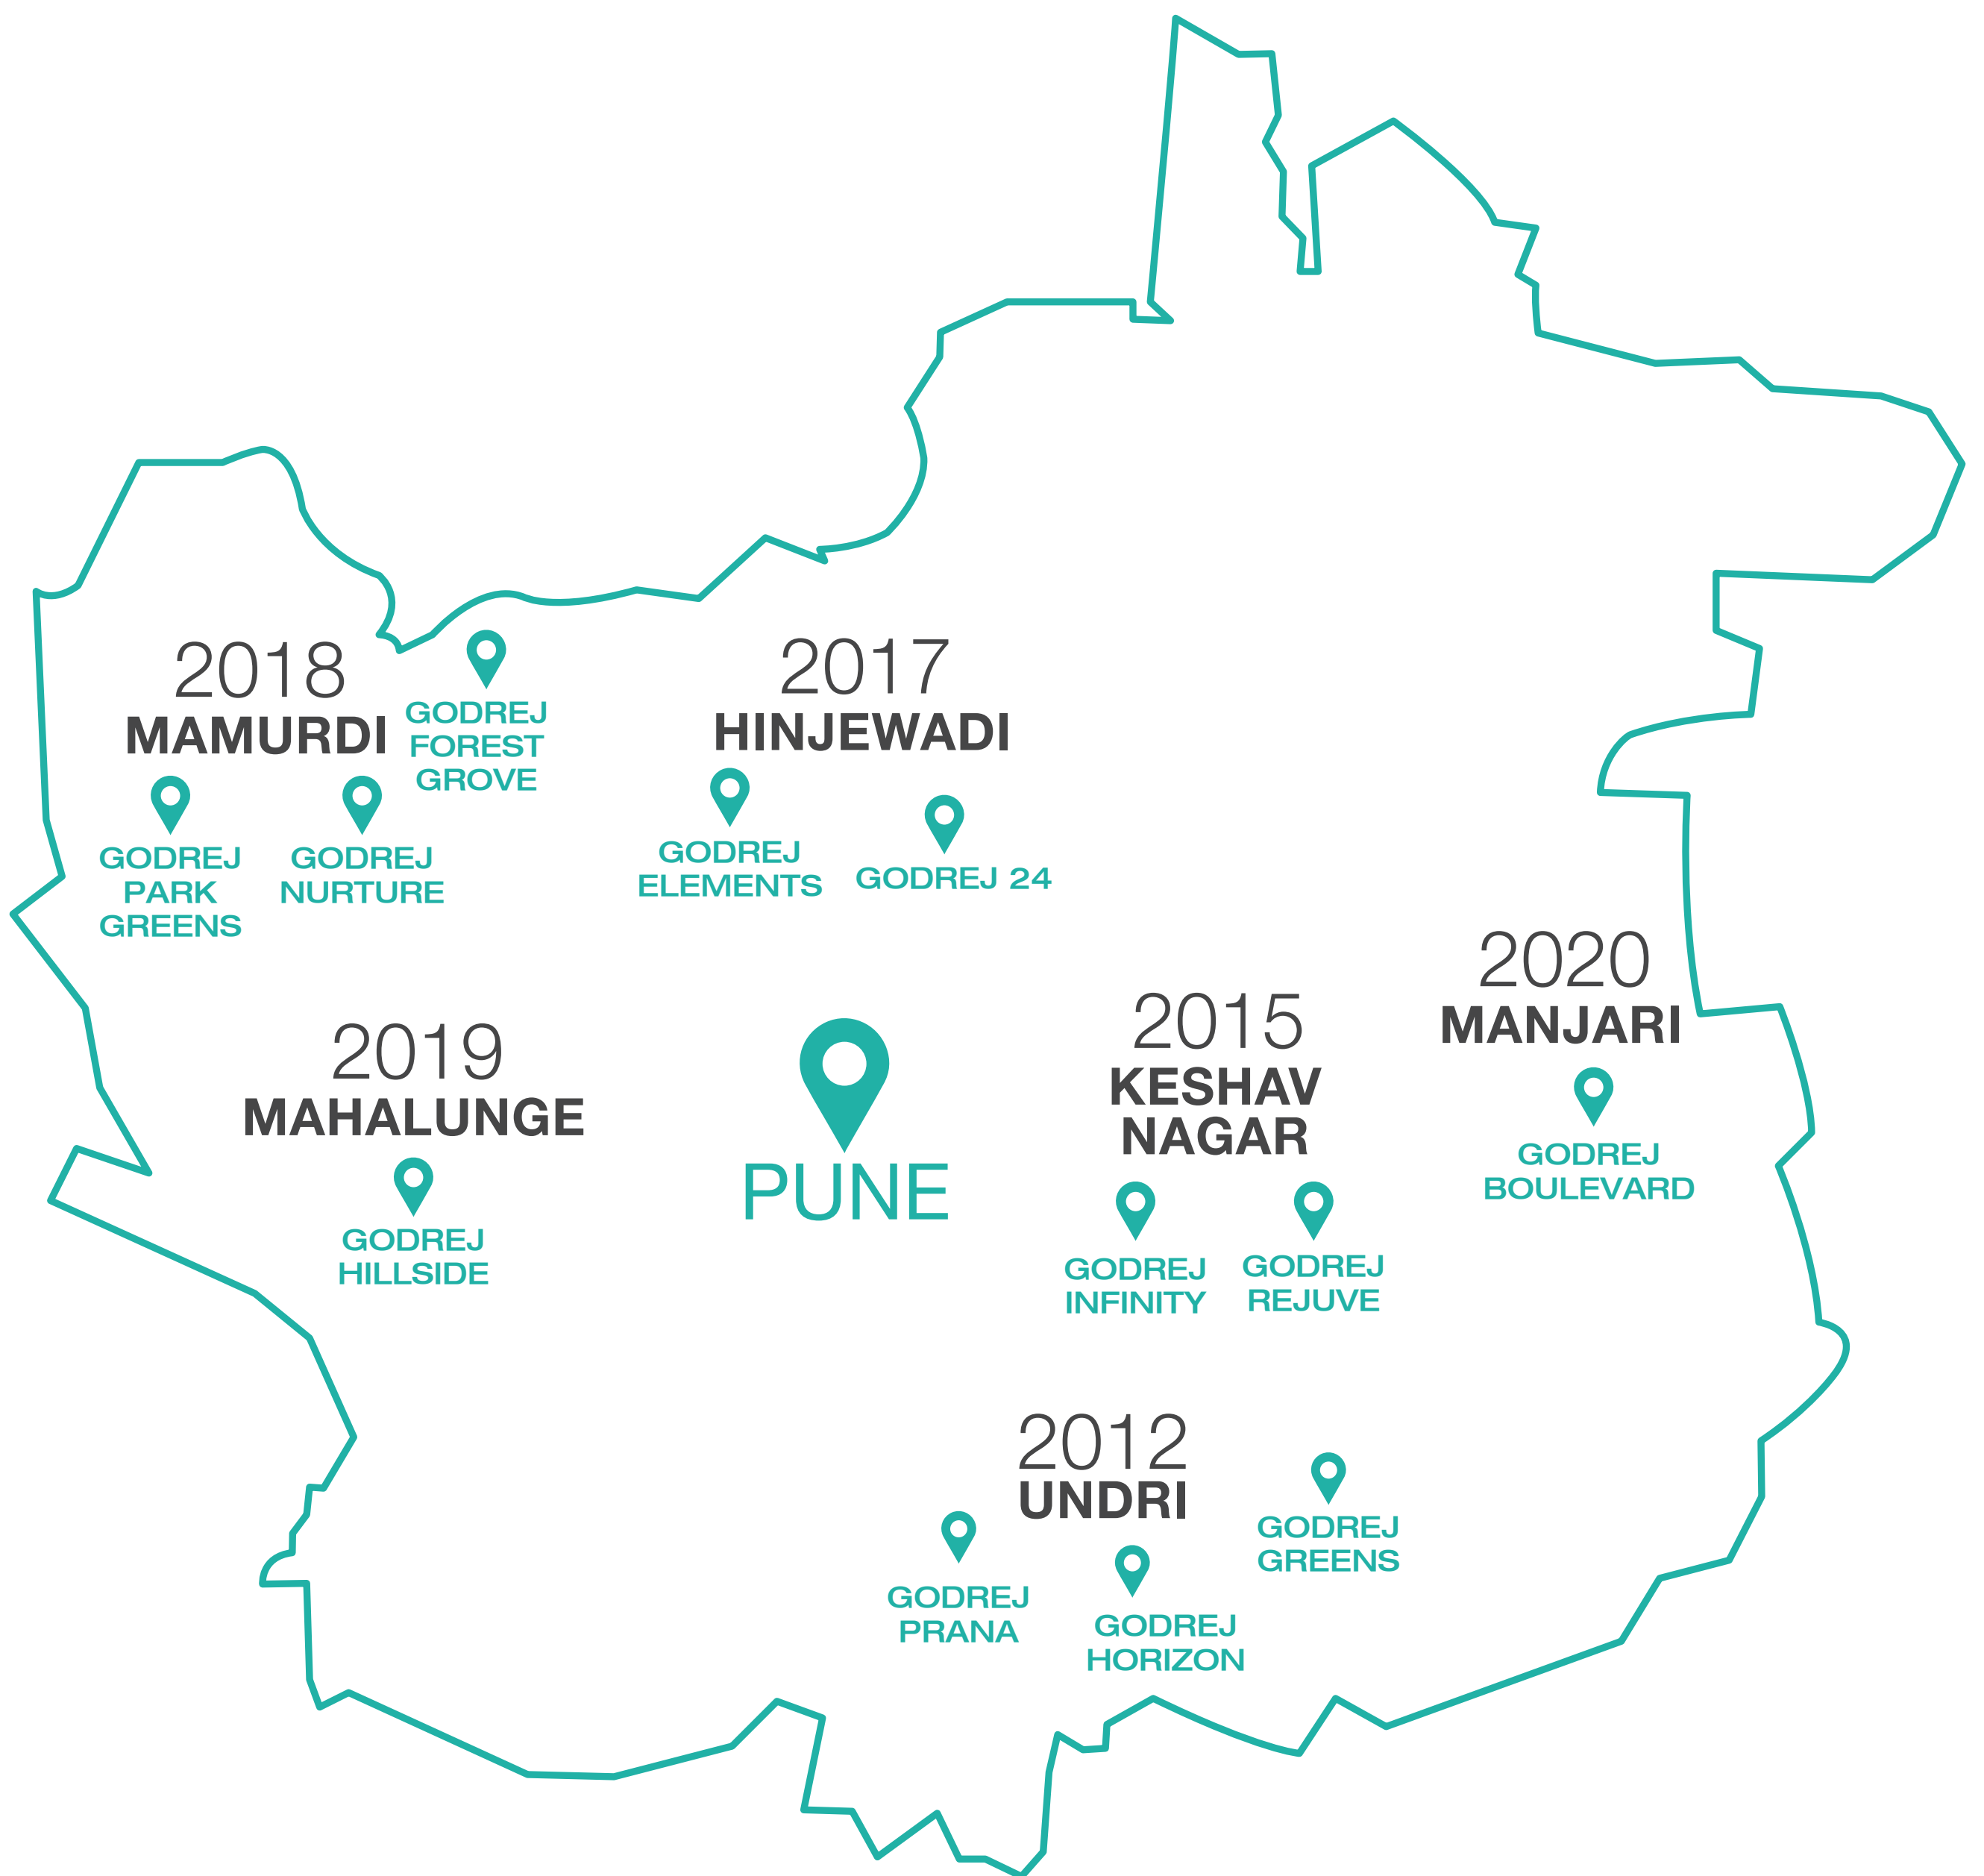 2018
MAMURDI
GODREJ
FOREST
GROVE
GODREJ
PARK
GREENS
GODREJ
NURTURE
2017
HINJEWADI
GODREJ
ELEMENTS
GODREJ 24
2019
MAHALUNGE
GODREJ
HILLSIDE
PUNE
2015
KESHAV
NAGAR
GODREJ
INFINITY
GODREJ
REJUVE
2020
MANJARI
GODREJ
BOULEVARD
2012
UNDRI
GODREJ
PRANA
GODREJ
HORIZON
GODREJ
GREENS